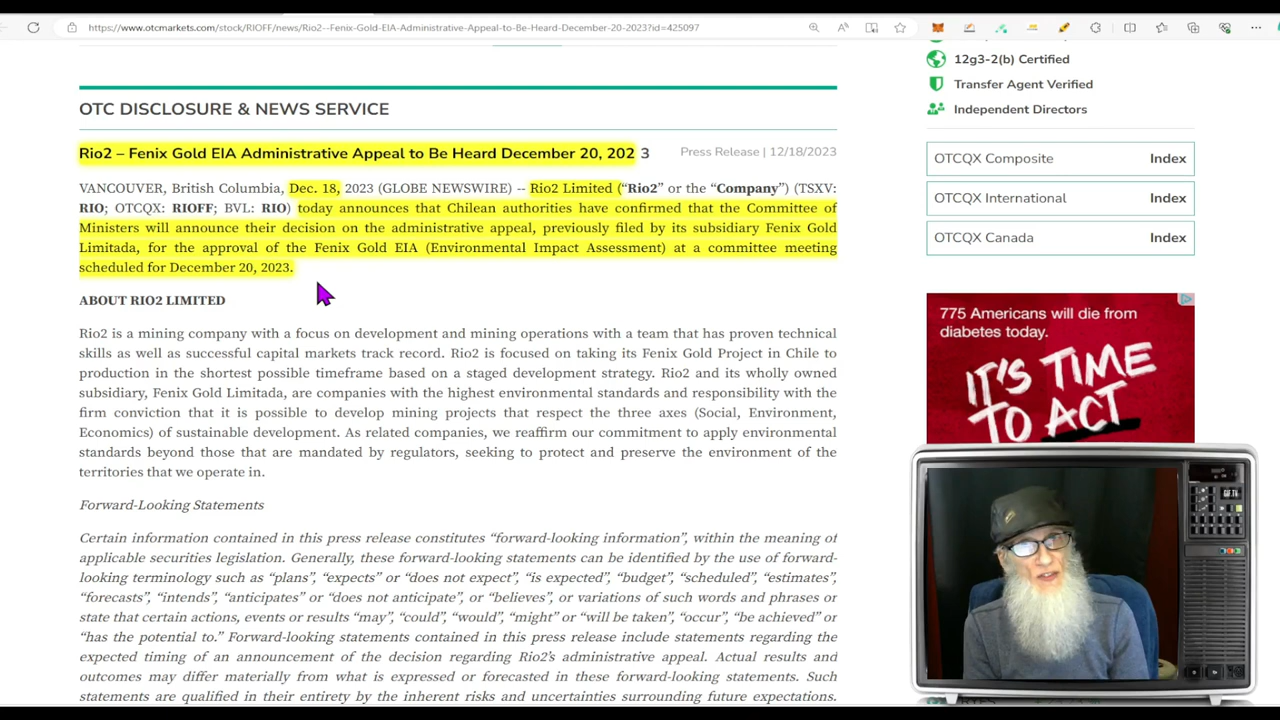 https://www.otcmarkets.com/stock/RIOFF/news/Rio2--Fenix-Gold-EIA-Administrative-Appeal-to-Be-Heard-December-20-2023?id=425097
12g3-2(b) Certified
Transfer Agent Verified
Independent Directors
OTCQX Composite Index
OTCQX International Index
OTCQX Canada Index
775 Americans will die from
diabetes today.
IT'S TIME
TO ACT
OTC DISCLOSURE & NEWS SERVICE
Rio2 – Fenix Gold EIA Administrative Appeal to Be Heard December 20, 2023
Press Release | 12/18/2023
VANCOUVER, British Columbia, Dec. 18, 2023 (GLOBE NEWSWIRE) -- Rio2 Limited (“Rio2” or the “Company”) (TSXV:
RIO; OTCQX: RIOFF; BVL: RIO) today announces that Chilean authorities have confirmed that the Committee of
Ministers will announce their decision on the administrative appeal, previously filed by its subsidiary Fenix Gold
Limitada, for the approval of the Fenix Gold EIA (Environmental Impact Assessment) at a committee meeting
scheduled for December 20, 2023.
ABOUT RIO2 LIMITED
Rio2 is a mining company with a focus on development and mining operations with a team that has proven technical
skills as well as successful capital markets track record. Rio2 is focused on taking its Fenix Gold Project in Chile to
production in the shortest possible timeframe based on a staged development strategy. Rio2 and its wholly owned
subsidiary, Fenix Gold Limitada, are companies with the highest environmental standards and responsibility with the
firm conviction that it is possible to develop mining projects that respect the three axes (Social, Environment,
Economics) of sustainable development. As related companies, we reaffirm our commitment to apply environmental
standards beyond those that are mandated by regulators, seeking to protect and preserve the environment of the
territories that we operate in.
Forward-Looking Statements
Certain information contained in this press release constitutes “forward-looking information”, within the meaning of
applicable securities legislation. Generally, these forward-looking statements can be identified by the use of forward-
looking terminology such as “plans”, “expects” or “does not expect”, “is expected”, “budget”, “scheduled”, “estimates”,
“forecasts”, “intends”, “anticipates” or “does not anticipate”, or “believes”, or variations of such words and phrases or
state that certain actions, events or results “may”, “could”, “would”, “might” or “will be taken”, “occur”, “be achieved” or
“has the potential to.” Forward-looking statements contained in this press release include statements regarding the
expected timing of an announcement of the decision regarding Rio2’s administrative appeal. Actual results and
outcomes may differ materially from what is expressed or forecasted in these forward-looking statements. Such
statements are qualified in their entirety by the inherent risks and uncertainties surrounding future expectations.
GIF.TV